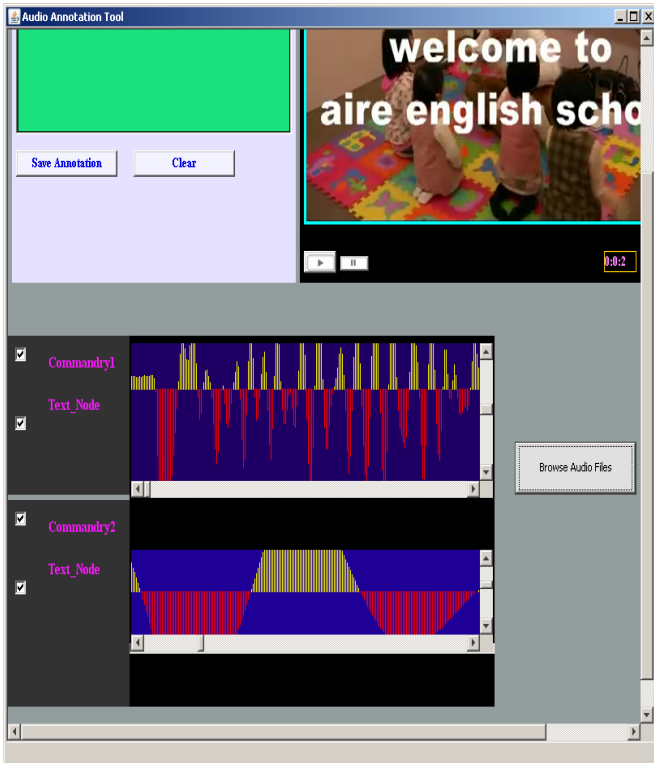 Audio Annotation Tool
welcome to
aire english scho
Save Annotation
Clear
0:0:2
Commandry1
Text_Node
Browse Audio Files
Commandry2
Text_Node